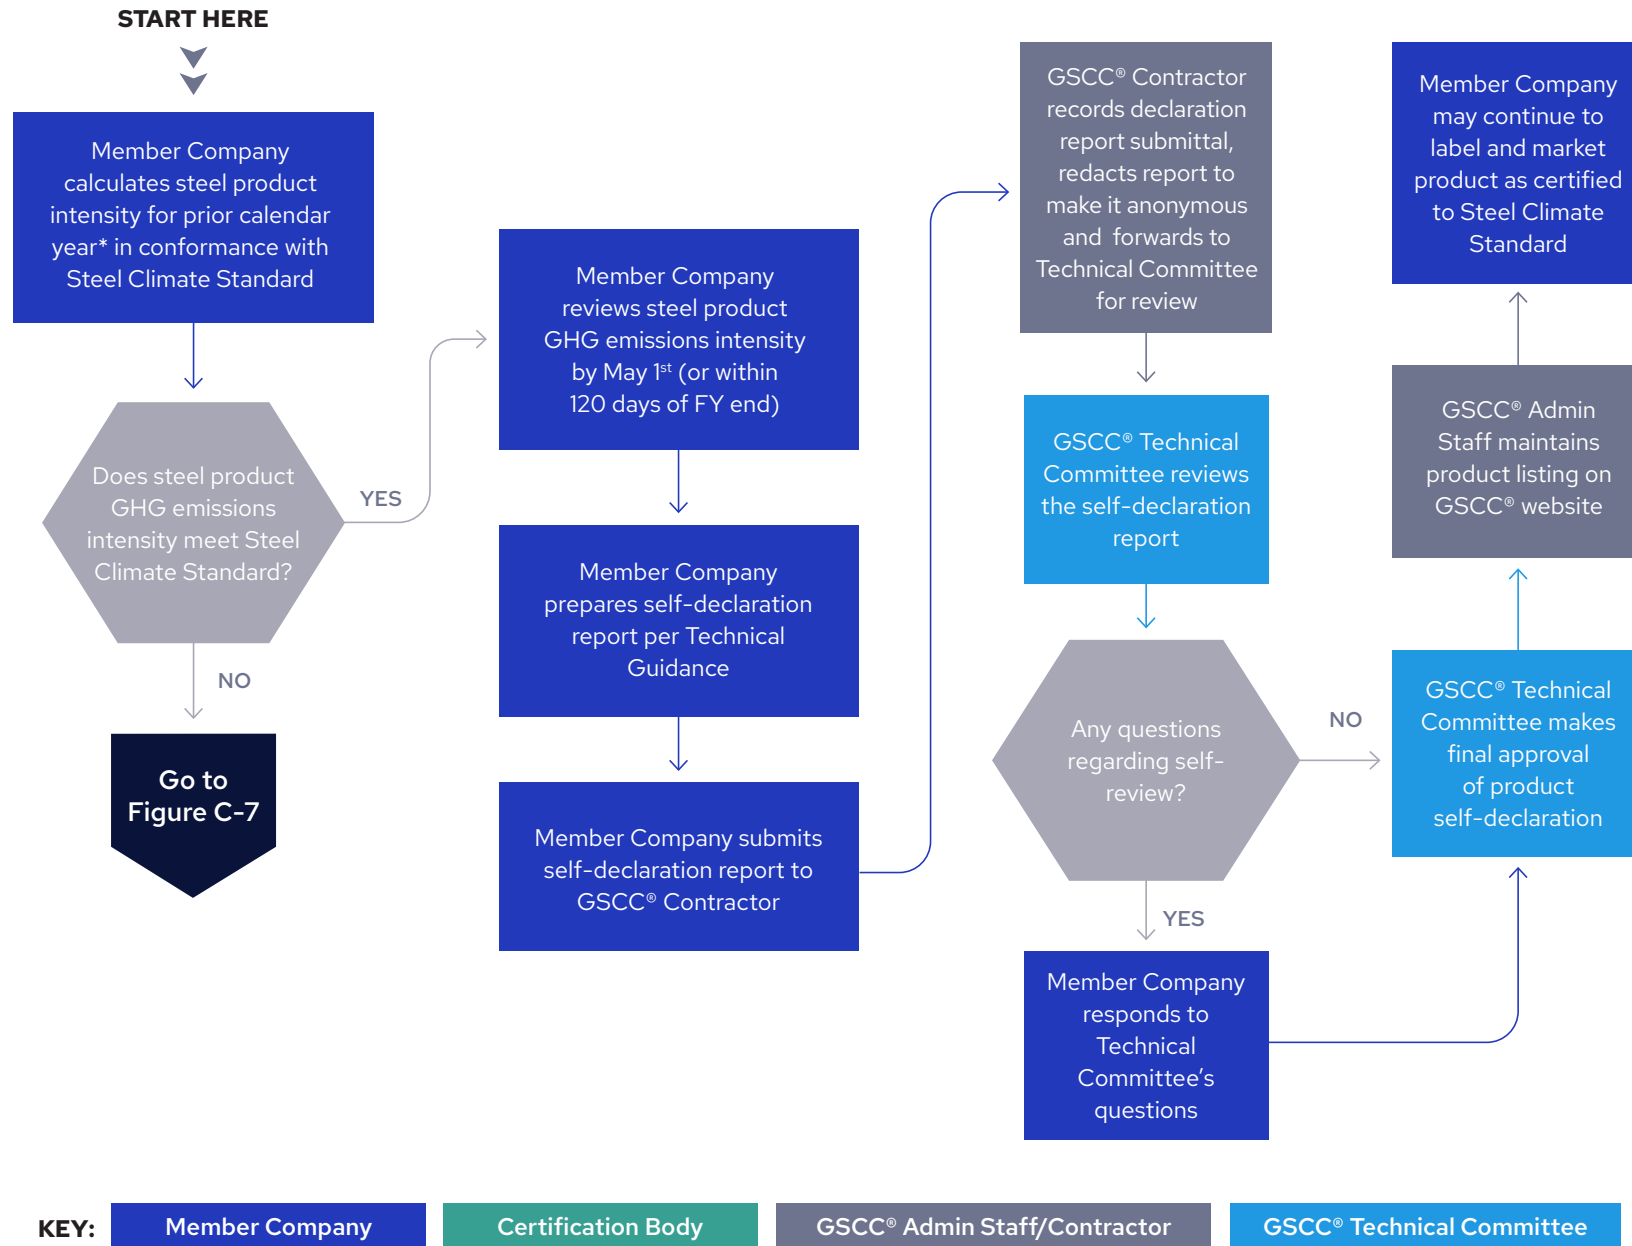 START HERE
Member Company
calculates steel product
intensity for prior calendar
year* in conformance with
Steel Climate Standard
Does steel product
GHG emissions
intensity meet Steel
Climate Standard?
YES
NO
Go to
Figure C-7
Member Company
reviews steel product
GHG emissions intensity
by May 1st (or within
120 days of FY end)
Member Company
prepares self-declaration
report per Technical
Guidance
Member Company submits
self-declaration report to
GSCC® Contractor
GSCC® Contractor
records declaration
report submittal,
redacts report to
make it anonymous
and forwards to
Technical Committee
for review
GSCC® Technical
Committee reviews
the self-declaration
report
Any questions
regarding self-
review?
NO
YES
Member Company
responds to
Technical
Committee’s
questions
GSCC® Technical
Committee makes
final approval
of product
self-declaration
GSCC® Admin
Staff maintains
product listing on
GSCC® website
Member Company
may continue to
label and market
product as certified
to Steel Climate
Standard
KEY:
Member Company
Certification Body
GSCC® Admin Staff/Contractor
GSCC® Technical Committee